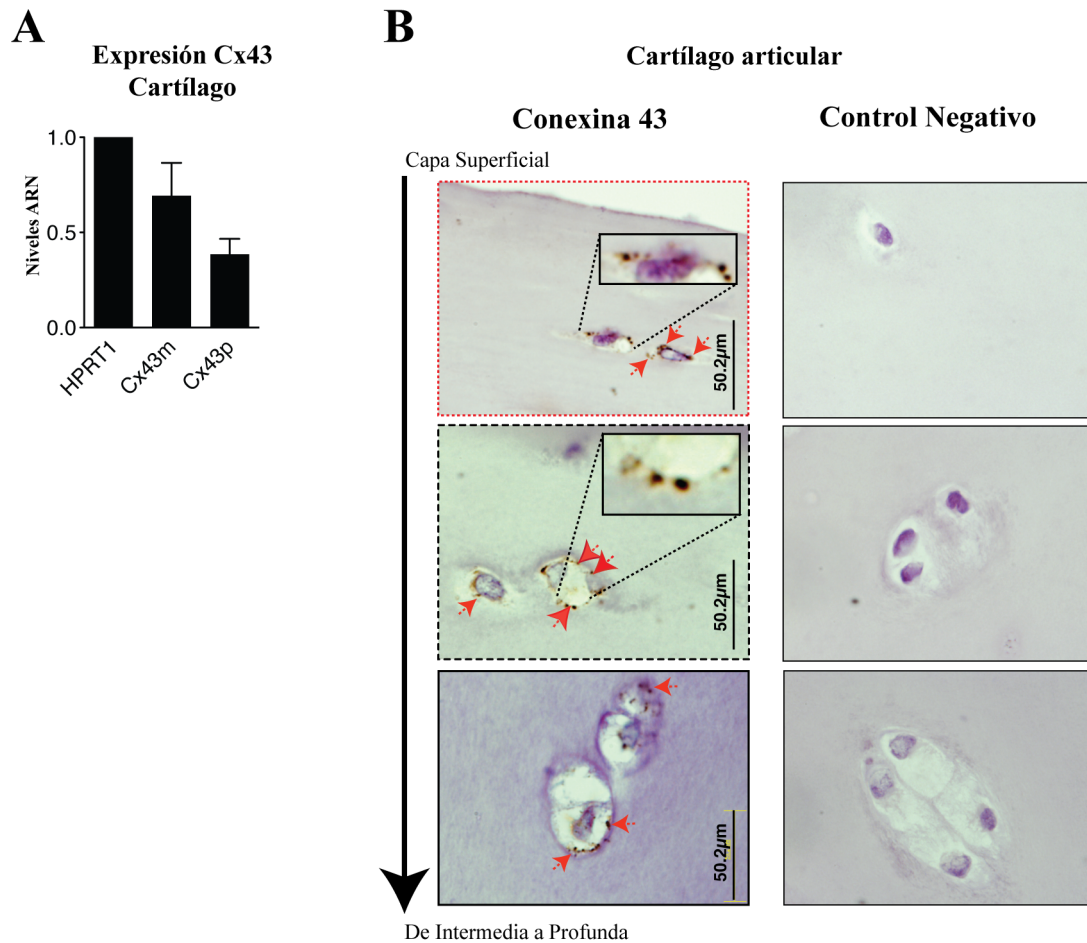 A
Expresión Cx43
Cartílago
Niveles ARN
1.0
0.5
0.0
HPRT1
Cx43m
Cx43p
B
Cartílago articular
Conexina 43
Control Negativo
Capa Superficial
50.2µm
50.2µm
50.2µm
De Intermedia a Profunda